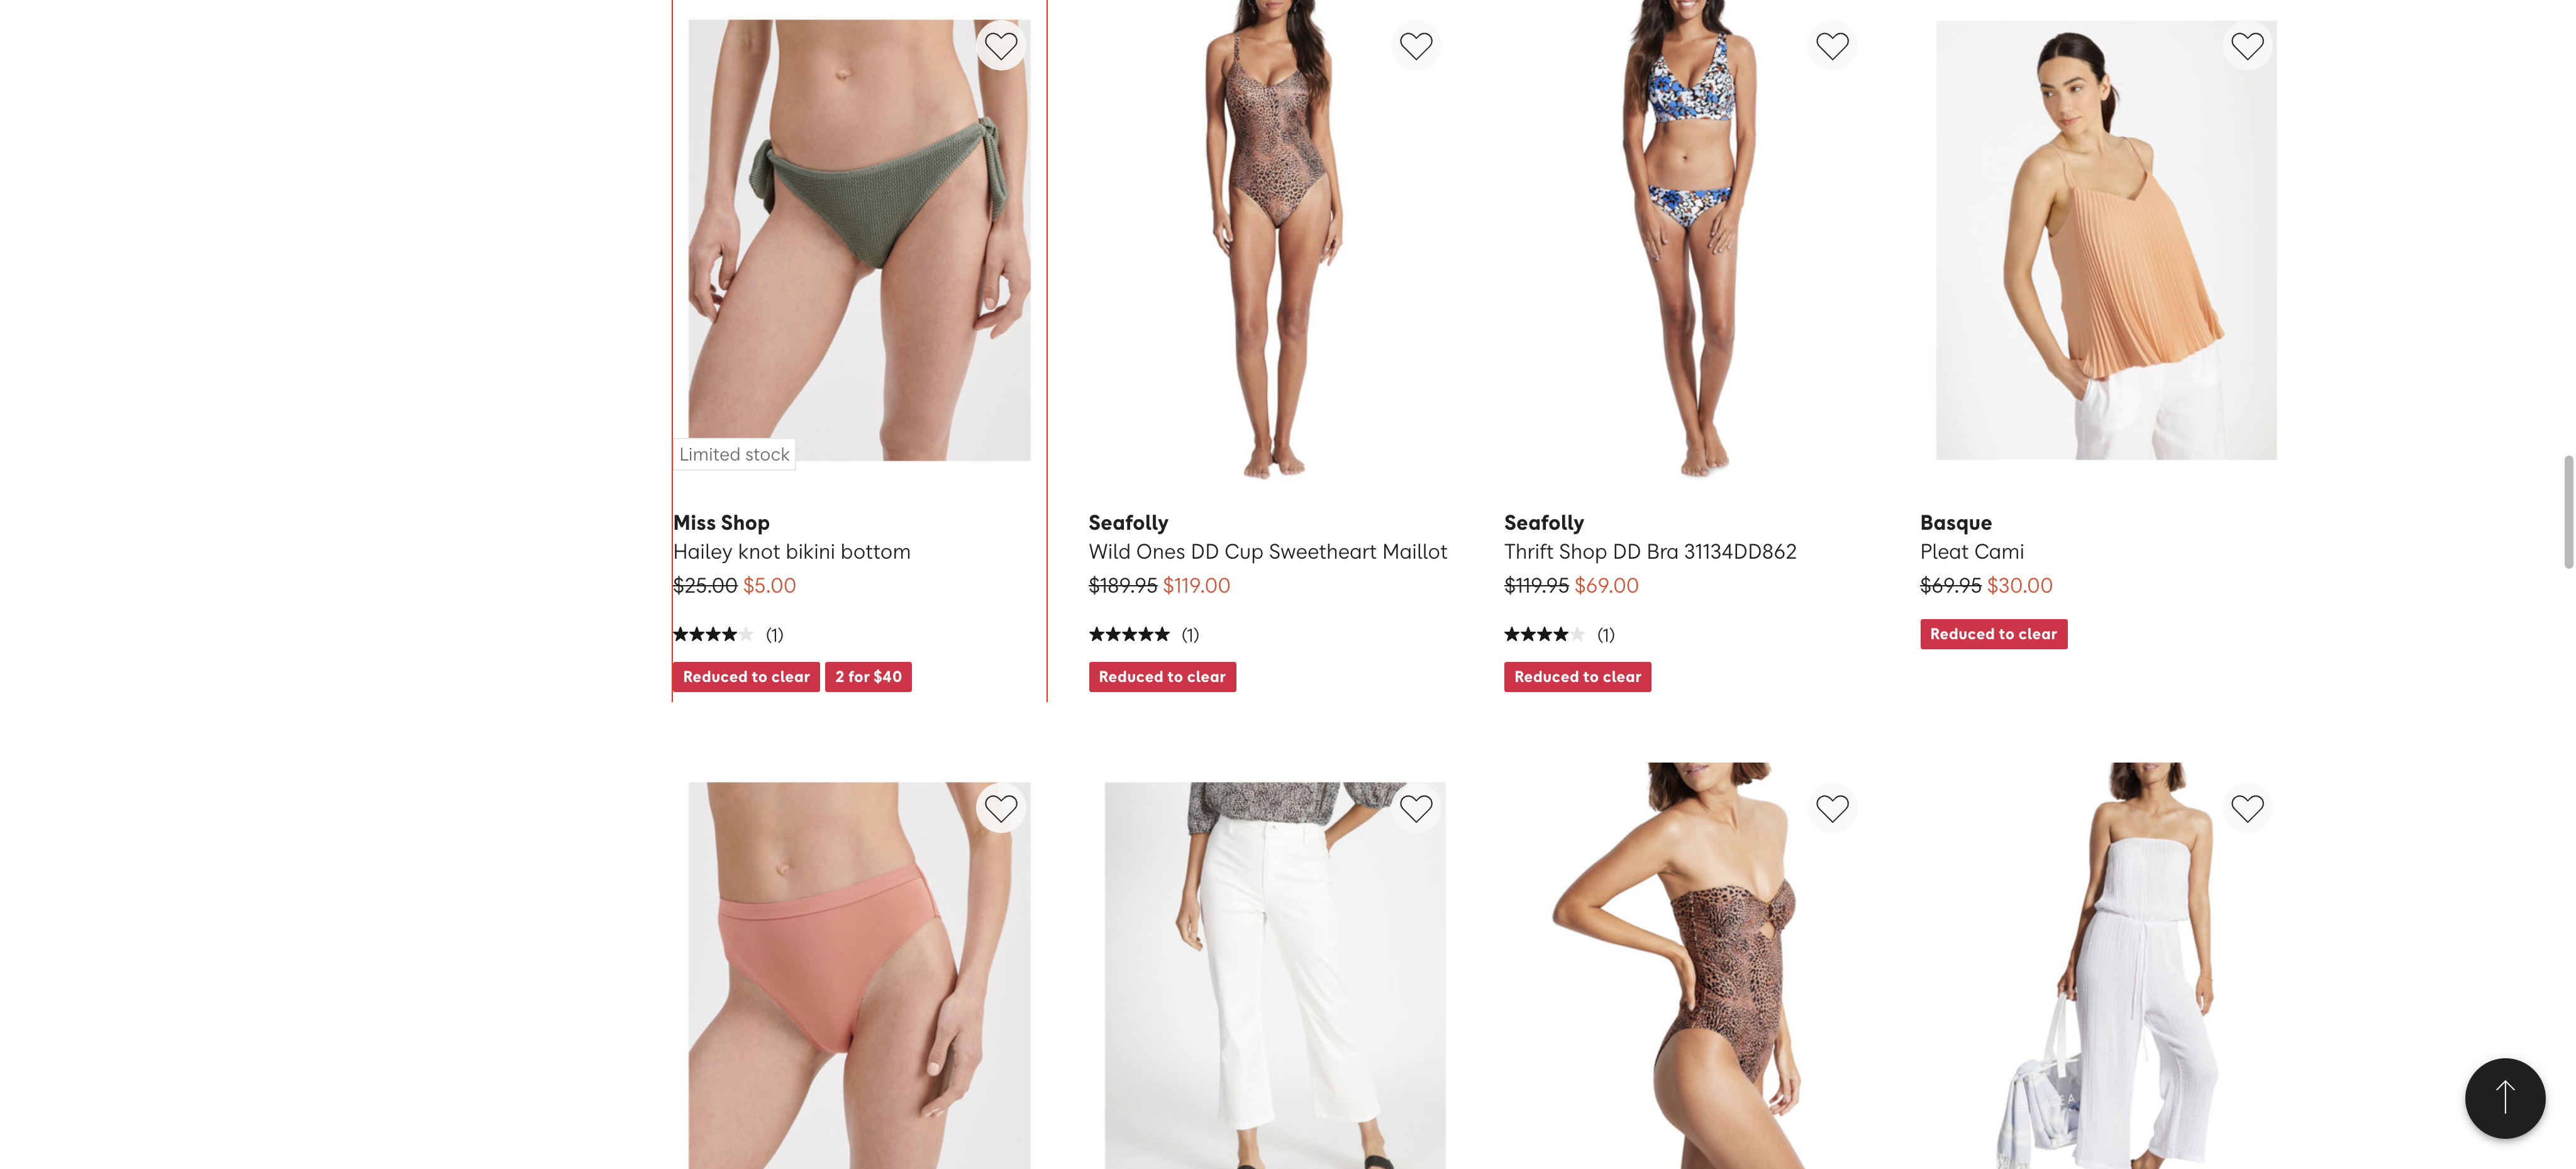 Limited stock
Miss Shop
Hailey knot bikini bottom
$25.00 $5.00
(1)
Reduced to clear
2 for $40
Seafolly
Wild Ones DD Cup Sweetheart Maillot
$189.95 $119.00
(1)
Reduced to clear
Seafolly
Thrift Shop DD Bra 31134DD862
$119.95 $69.00
(1)
Reduced to clear
Basque
Pleat Cami
$69.95 $30.00
Reduced to clear